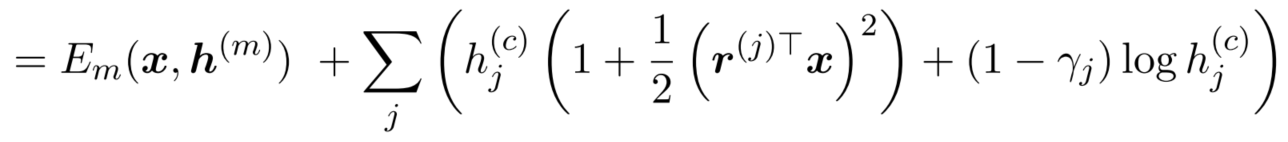 $= E_m(\boldsymbol{x}, \boldsymbol{h}^{(m)}) + \sum_j \left( h_j^{(c)} \left( 1 + \frac{1}{2} \left( \boldsymbol{r}^{(j)\top} \boldsymbol{x} \right)^2 \right) + (1 - \gamma_j) \log h_j^{(c)} \right)$